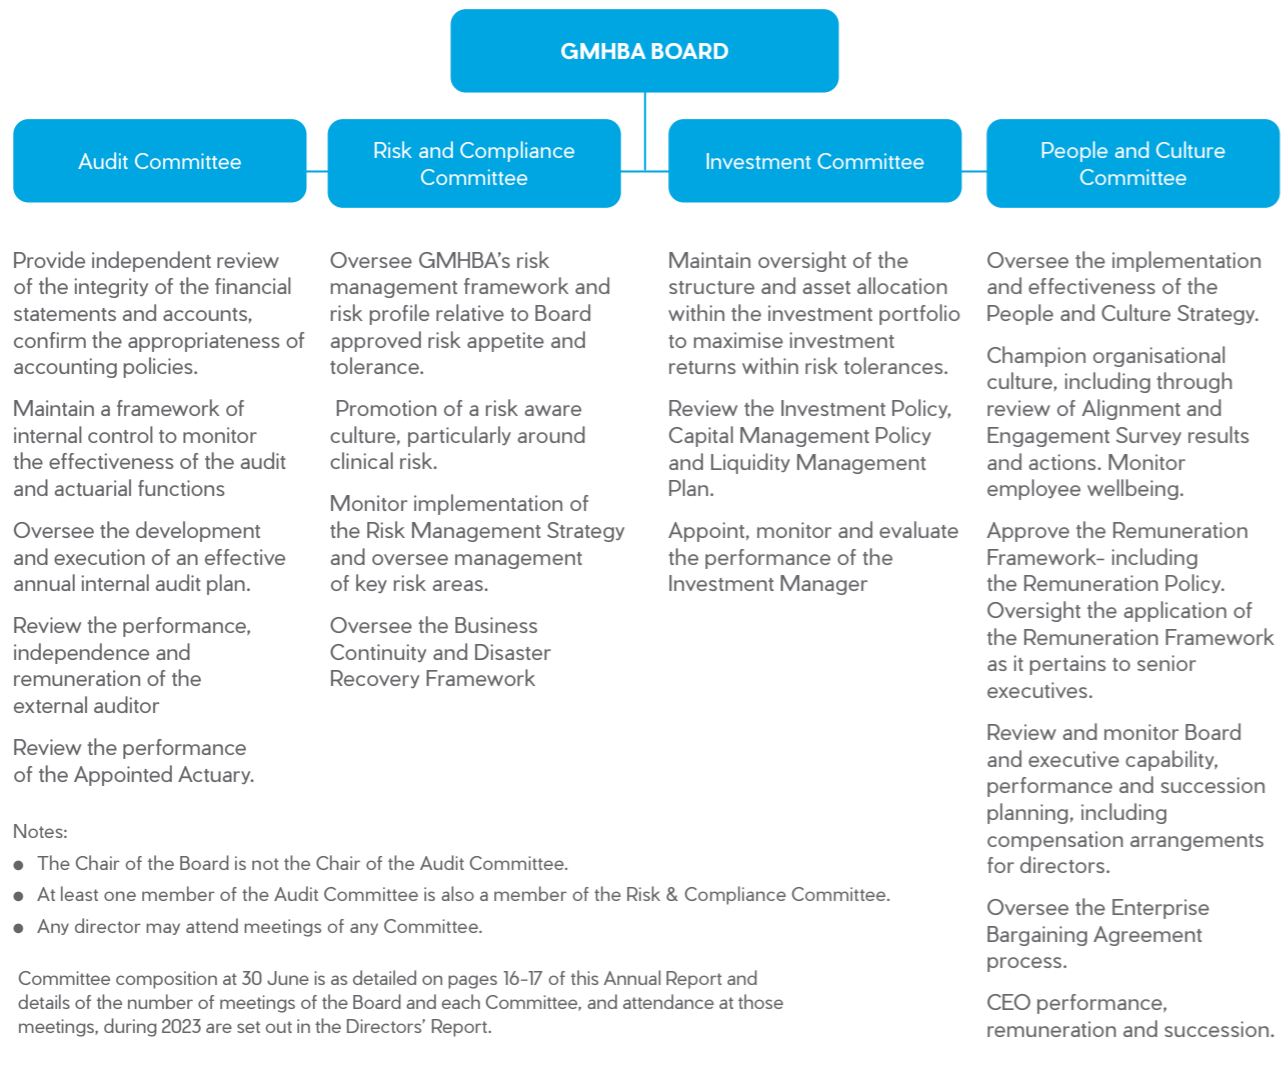 GMHBA BOARD
Audit Committee
Risk and Compliance
Committee
Investment Committee
People and Culture
Committee
Provide independent review
of the integrity of the financial
statements and accounts,
confirm the appropriateness of
accounting policies.
Maintain a framework of
internal control to monitor
the effectiveness of the audit
and actuarial functions
Oversee the development
and execution of an effective
annual internal audit plan.
Review the performance,
independence and
remuneration of the
external auditor
Review the performance
of the Appointed Actuary.
Oversee GMHBA's risk
management framework and
risk profile relative to Board
approved risk appetite and
tolerance.
Promotion of a risk aware
culture, particularly around
clinical risk.
Monitor implementation of
the Risk Management Strategy
and oversee management
of key risk areas.
Oversee the Business
Continuity and Disaster
Recovery Framework
Maintain oversight of the
structure and asset allocation
within the investment portfolio
to maximise investment
returns within risk tolerances.
Review the Investment Policy,
Capital Management Policy
and Liquidity Management
Plan.
Appoint, monitor and evaluate
the performance of the
Investment Manager
Oversee the implementation
and effectiveness of the
People and Culture Strategy.
Champion organisational
culture, including through
review of Alignment and
Engagement Survey results
and actions. Monitor
employee wellbeing.
Approve the Remuneration
Framework- including
the Remuneration Policy.
Oversight the application of
the Remuneration Framework
as it pertains to senior
executives.
Review and monitor Board
and executive capability,
performance and succession
planning, including
compensation arrangements
for directors.
Oversee the Enterprise
Bargaining Agreement
process.
CEO performance,
remuneration and succession.
Notes:
● The Chair of the Board is not the Chair of the Audit Committee.
● At least one member of the Audit Committee is also a member of the Risk & Compliance Committee.
● Any director may attend meetings of any Committee.
Committee composition at 30 June is as detailed on pages 16-17 of this Annual Report and
details of the number of meetings of the Board and each Committee, and attendance at those
meetings, during 2023 are set out in the Directors' Report.